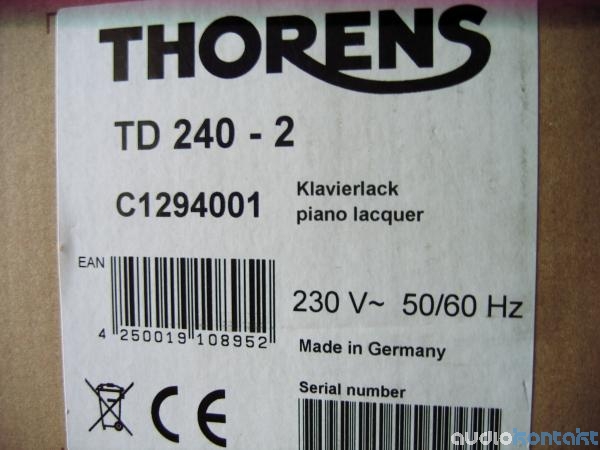 THORENS
TD 240 - 2
C1294001
Klavierlack
piano lacquer
EAN
4 250019 108952
230 V~ 50/60 Hz
Made in Germany
CE
Serial number
audiokontakt